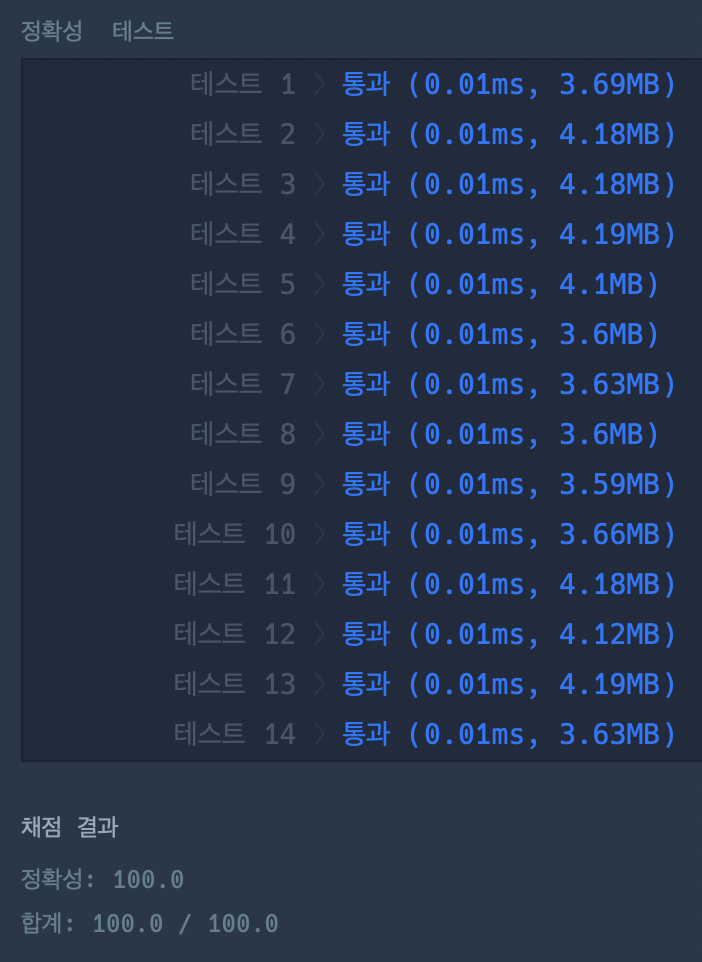 정확성  테스트
테스트 1 〉 통과 (0.01ms, 3.69MB)
테스트 2 〉 통과 (0.01ms, 4.18MB)
테스트 3 〉 통과 (0.01ms, 4.18MB)
테스트 4 〉 통과 (0.01ms, 4.19MB)
테스트 5 〉 통과 (0.01ms, 4.1MB)
테스트 6 〉 통과 (0.01ms, 3.6MB)
테스트 7 〉 통과 (0.01ms, 3.63MB)
테스트 8 〉 통과 (0.01ms, 3.6MB)
테스트 9 〉 통과 (0.01ms, 3.59MB)
테스트 10 〉 통과 (0.01ms, 3.66MB)
테스트 11 〉 통과 (0.01ms, 4.18MB)
테스트 12 〉 통과 (0.01ms, 4.12MB)
테스트 13 〉 통과 (0.01ms, 4.19MB)
테스트 14 〉 통과 (0.01ms, 3.63MB)
채점 결과
정확성: 100.0
합계: 100.0 / 100.0